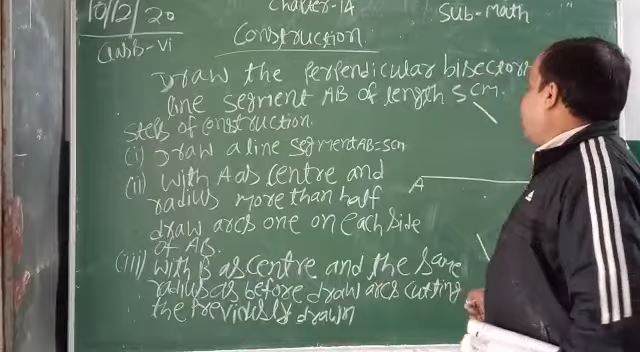 10/2/20
Chapter-14
Sub-Math
Class-VI
Construction
Draw the perpendicular bisector
line segment AB of length 5cm.
Steps of construction.
(i) Draw a line segment AB=5cm
(ii) With A as centre and
radius more than half
draw arcs one on each side
of AB.
(iii) With B as centre and the same
radius as before draw arcs cutting
the previously drawn
A